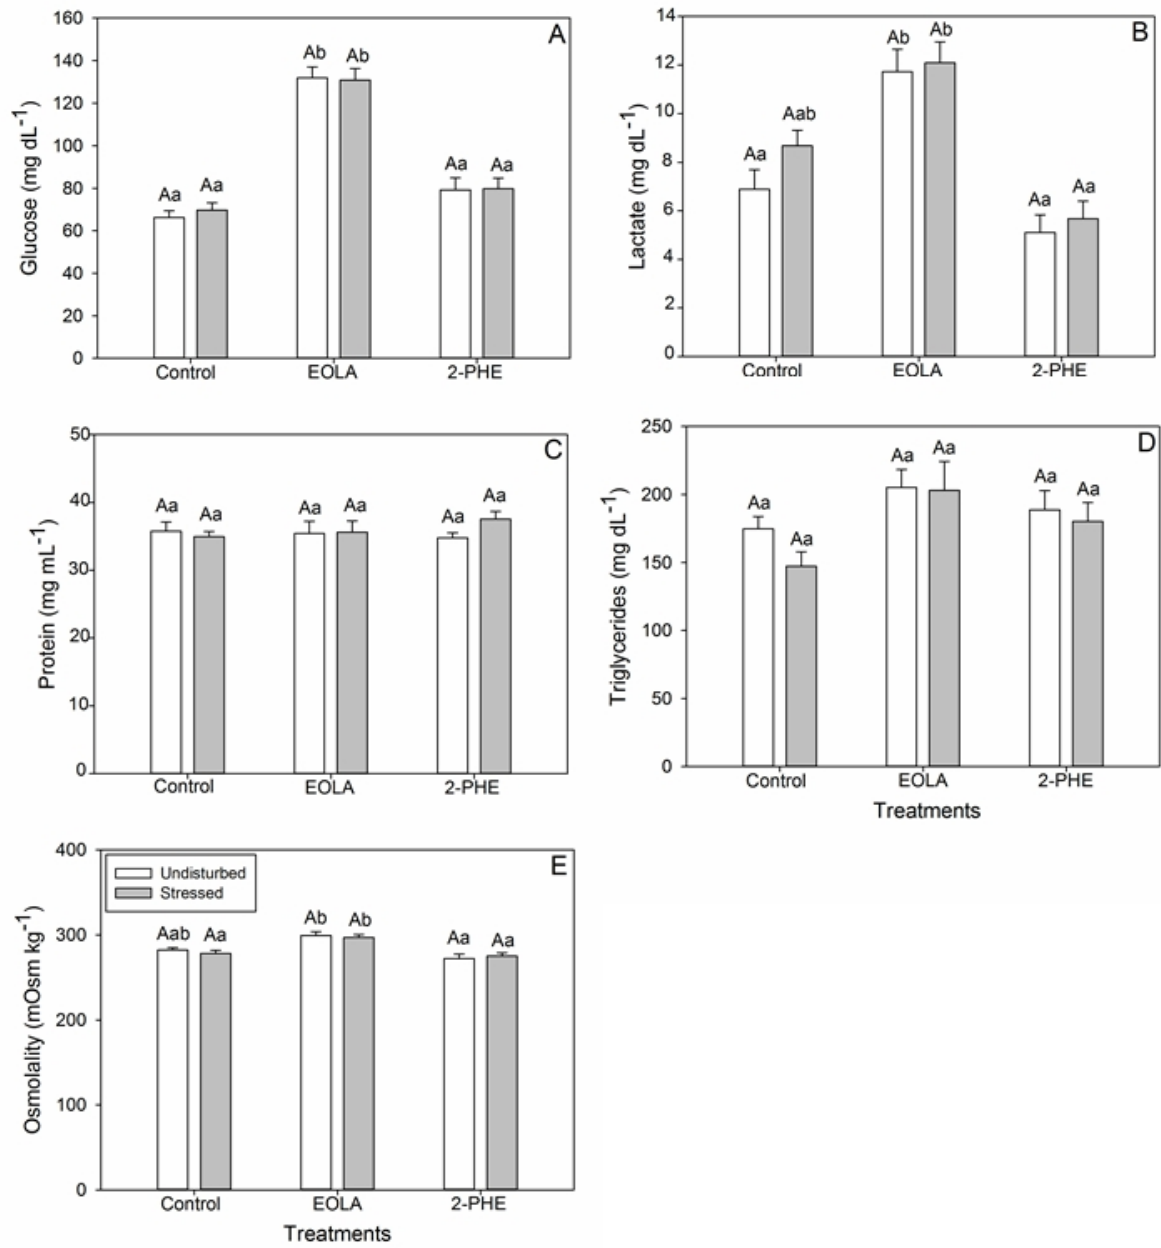 A
Glucose (mg dL⁻¹)
160
140
120
100
80
60
40
20
0
Aa Aa Ab Ab Aa Aa
Control EOLA 2-PHE
B
Lactate (mg dL⁻¹)
14
12
10
8
6
4
2
0
Aa Aab Ab Ab Aa Aa
Control EOLA 2-PHE
C
Protein (mg mL⁻¹)
50
40
30
20
10
0
Aa Aa Aa Aa Aa Aa
Control EOLA 2-PHE
D
Triglycerides (mg dL⁻¹)
250
200
150
100
50
0
Aa Aa Aa Aa Aa Aa
Control EOLA 2-PHE
Treatments
E
Osmolality (mOsm kg⁻¹)
400
300
200
100
0
Undisturbed
Stressed
Aab Aa Ab Ab Aa Aa
Control EOLA 2-PHE
Treatments